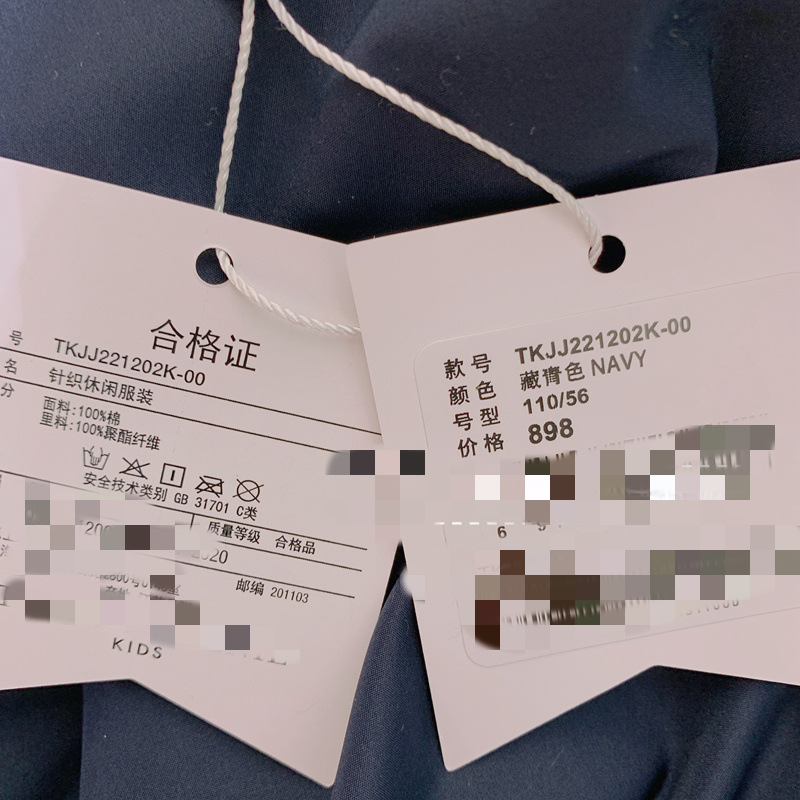 合格证
号 TKJJ221202K-00
名 针织休闲服装
分 面料:100%棉
里料:100%聚酯纤维
安全技术类别 GB 31701 C类
质量等级 合格品
邮编 201103
KIDS
款号 TKJJ221202K-00
颜色 藏青色 NAVY
号型 110/56
价格 898
6 9